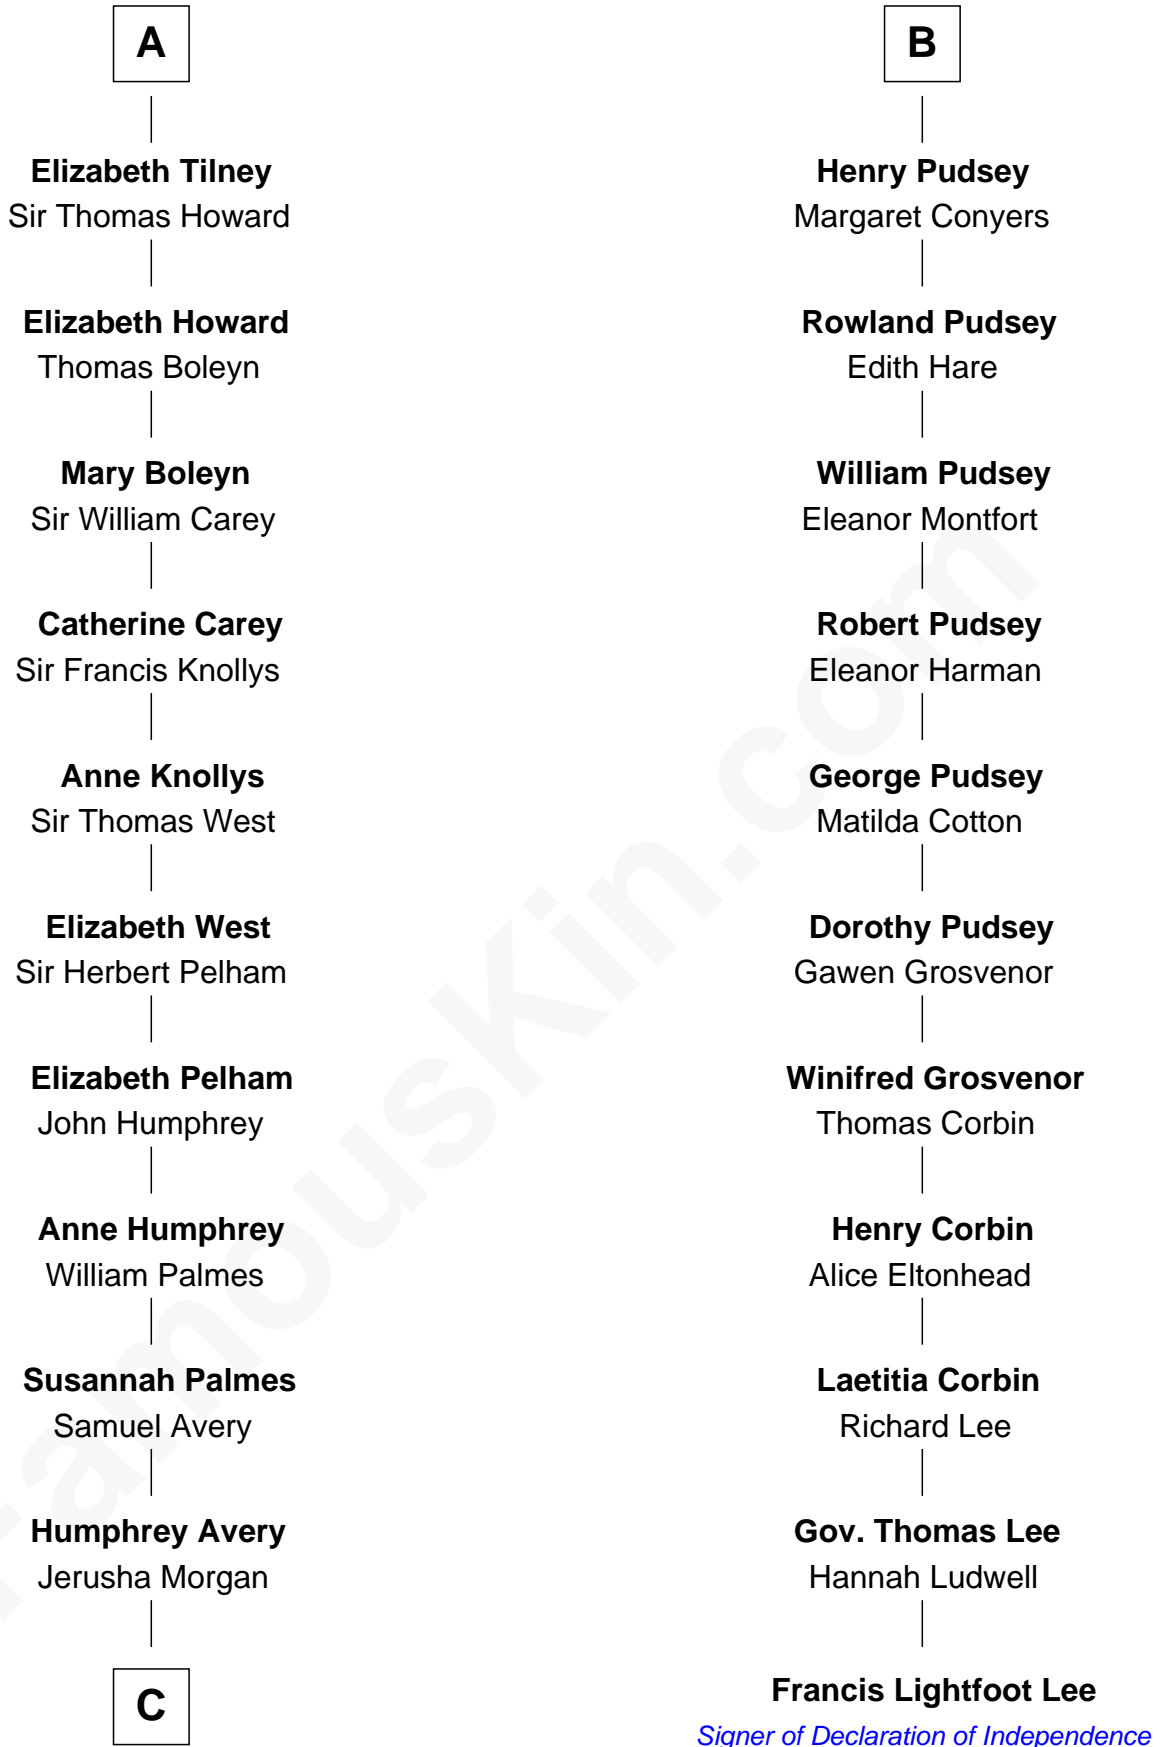 A
Elizabeth Tilney
Sir Thomas Howard
Elizabeth Howard
Thomas Boleyn
Mary Boleyn
Sir William Carey
Catherine Carey
Sir Francis Knollys
Anne Knollys
Sir Thomas West
Elizabeth West
Sir Herbert Pelham
Elizabeth Pelham
John Humphrey
Anne Humphrey
William Palmes
Susannah Palmes
Samuel Avery
Humphrey Avery
Jerusha Morgan
C
B
Henry Pudsey
Margaret Conyers
Rowland Pudsey
Edith Hare
William Pudsey
Eleanor Montfort
Robert Pudsey
Eleanor Harman
George Pudsey
Matilda Cotton
Dorothy Pudsey
Gawen Grosvenor
Winifred Grosvenor
Thomas Corbin
Henry Corbin
Alice Eltonhead
Laetitia Corbin
Richard Lee
Gov. Thomas Lee
Hannah Ludwell
Francis Lightfoot Lee
Signer of Declaration of Independence
FamousKin.com